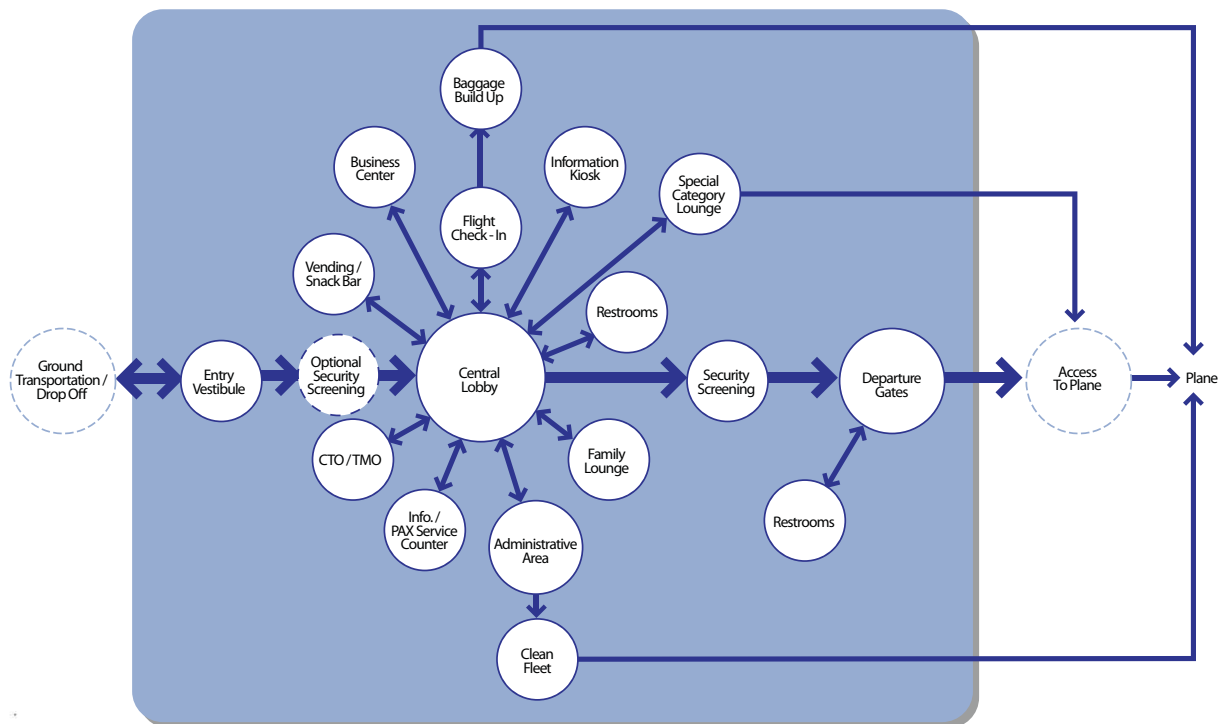 Baggage
Build Up
Business
Center
Information
Kiosk
Special
Category
Lounge
Flight
Check - In
Vending /
Snack Bar
Restrooms
Ground
Transportation /
Drop Off
Entry
Vestibule
Optional
Security
Screening
Central
Lobby
Security
Screening
Departure
Gates
Access
To Plane
Plane
CTO / TMO
Family
Lounge
Info. /
PAX Service
Counter
Administrative
Area
Restrooms
Clean
Fleet